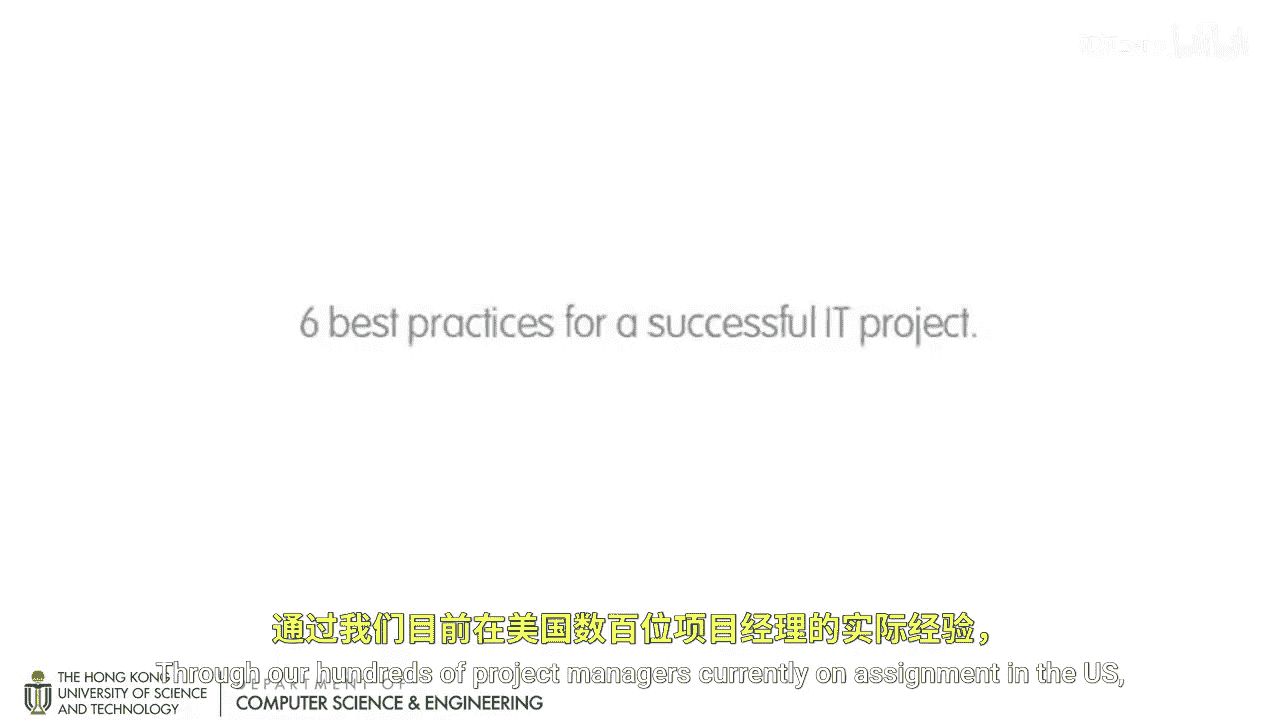 6 best practices for a successful IT project.
通过我们目前在美国数百位项目经理的实际经验，
Through our hundreds of project managers currently on assignment in the US,
THE HONG KONG
UNIVERSITY OF SCIENCE
AND TECHNOLOGY
DEPARTMENT OF
COMPUTER SCIENCE & ENGINEERING